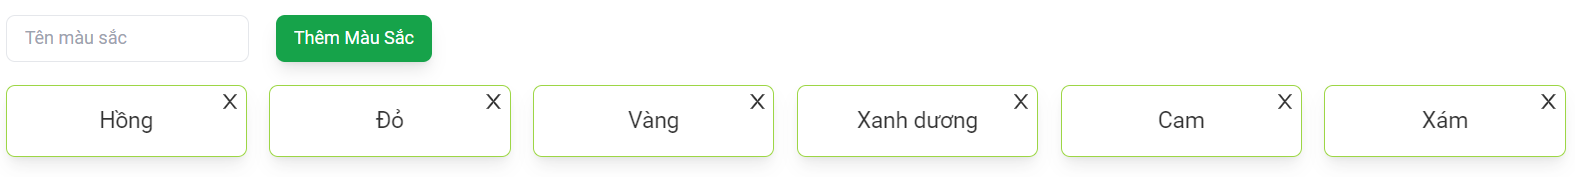 Tên màu sắc Thêm Màu Sắc
X X X X X X
Hồng Đỏ Vàng Xanh dương Cam Xám